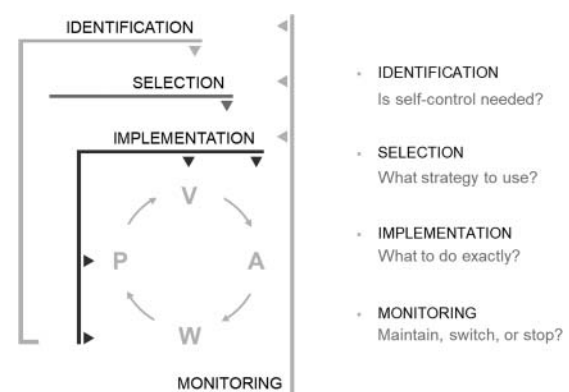 IDENTIFICATION
SELECTION
IMPLEMENTATION
V
P
A
W
MONITORING
IDENTIFICATION
Is self-control needed?
SELECTION
What strategy to use?
IMPLEMENTATION
What to do exactly?
MONITORING
Maintain, switch, or stop?